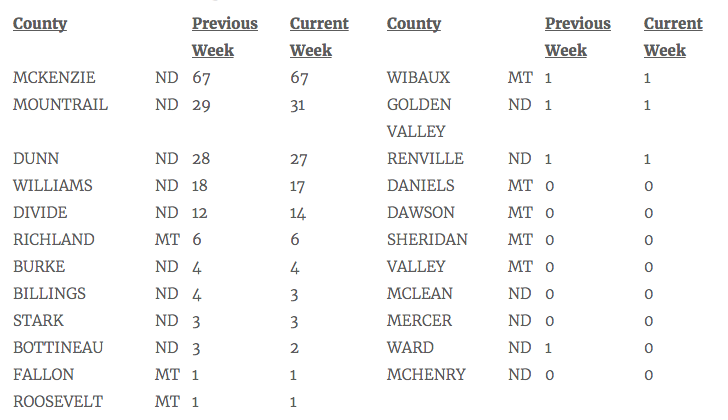 County Previous Current County Previous Current
Week Week Week Week
MCKENZIE ND 67 67 WIBAUX MT 1 1
MOUNTRAIL ND 29 31 GOLDEN ND 1 1
VALLEY
DUNN ND 28 27 RENVILLE ND 1 1
WILLIAMS ND 18 17 DANIELS MT 0 0
DIVIDE ND 12 14 DAWSON MT 0 0
RICHLAND MT 6 6 SHERIDAN MT 0 0
BURKE ND 4 4 VALLEY MT 0 0
BILLINGS ND 4 3 MCLEAN ND 0 0
STARK ND 3 3 MERCER ND 0 0
BOTTINEAU ND 3 2 WARD ND 1 0
FALLON MT 1 1 MCHENRY ND 0 0
ROOSEVELT MT 1 1